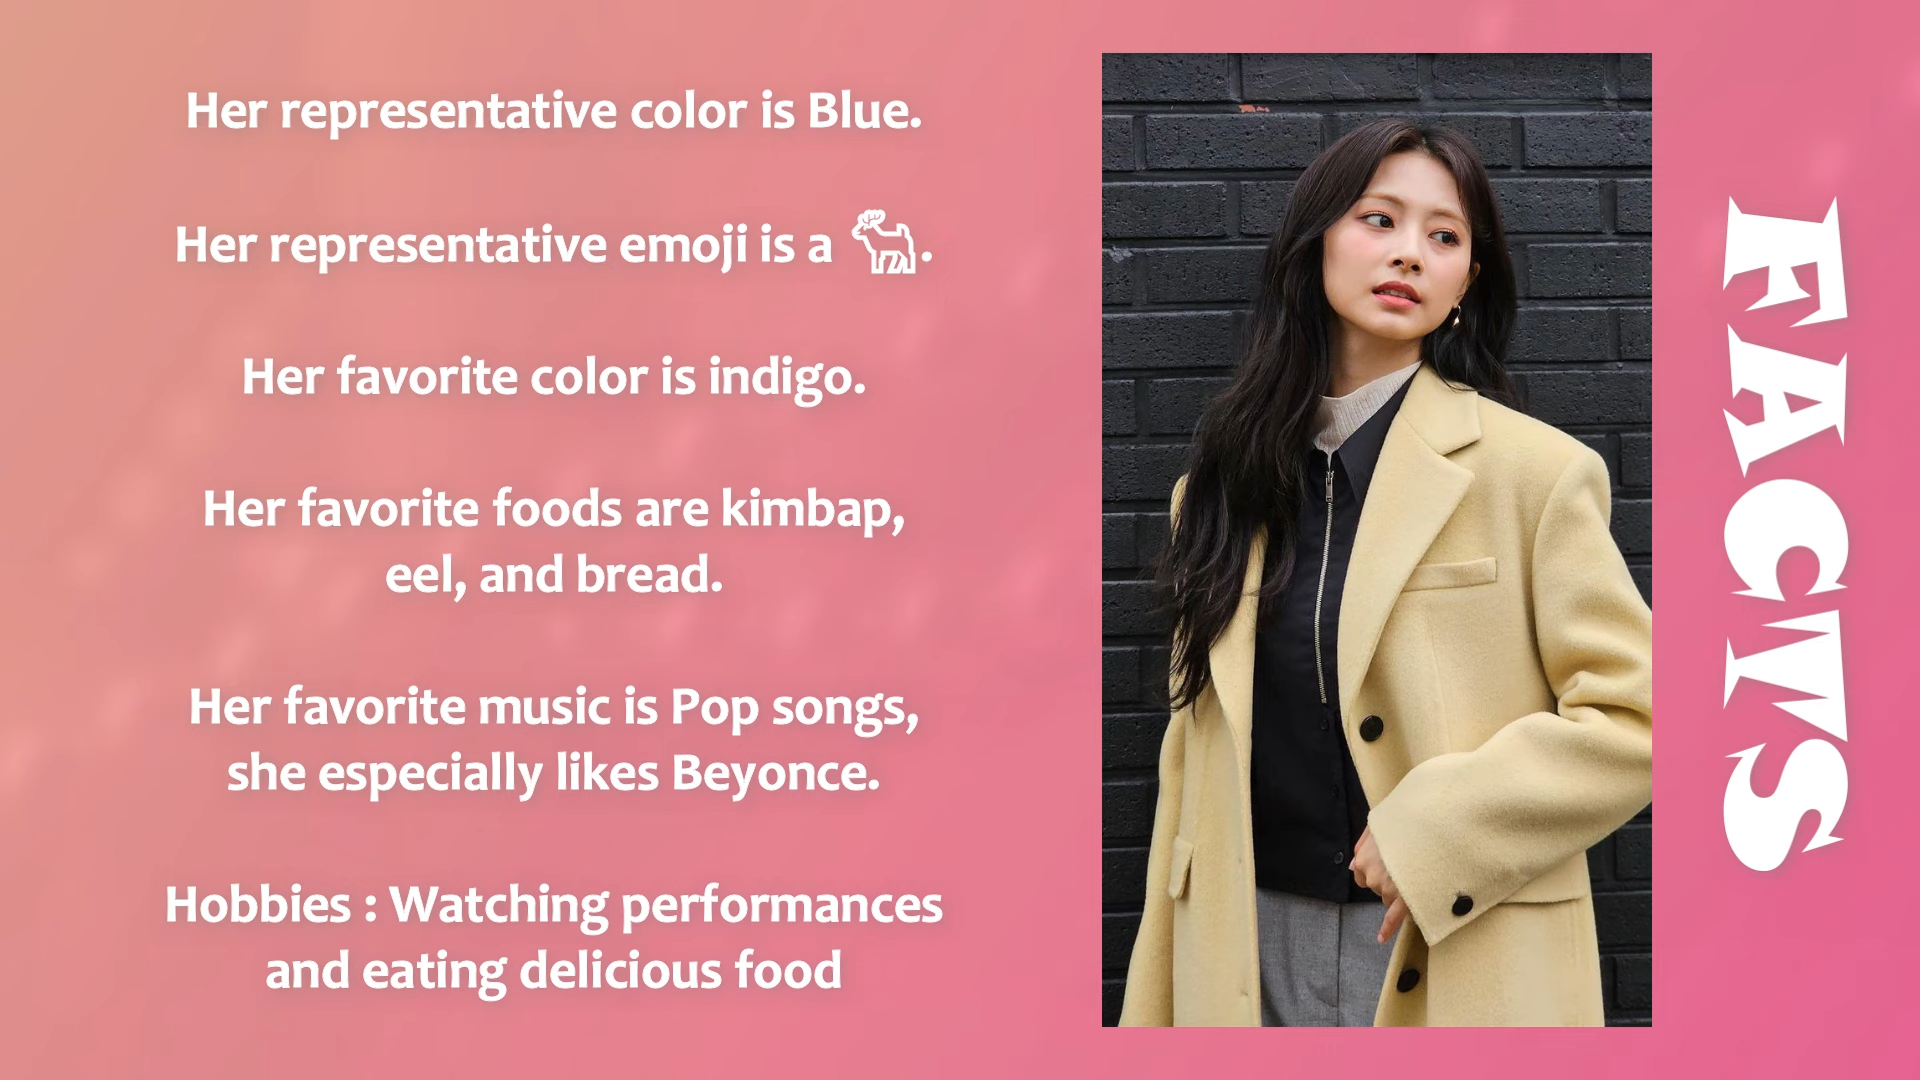 Her representative color is Blue.
Her representative emoji is a 🦌.
Her favorite color is indigo.
Her favorite foods are kimbap,
eel, and bread.
Her favorite music is Pop songs,
she especially likes Beyonce.
Hobbies : Watching performances
and eating delicious food
FACTS